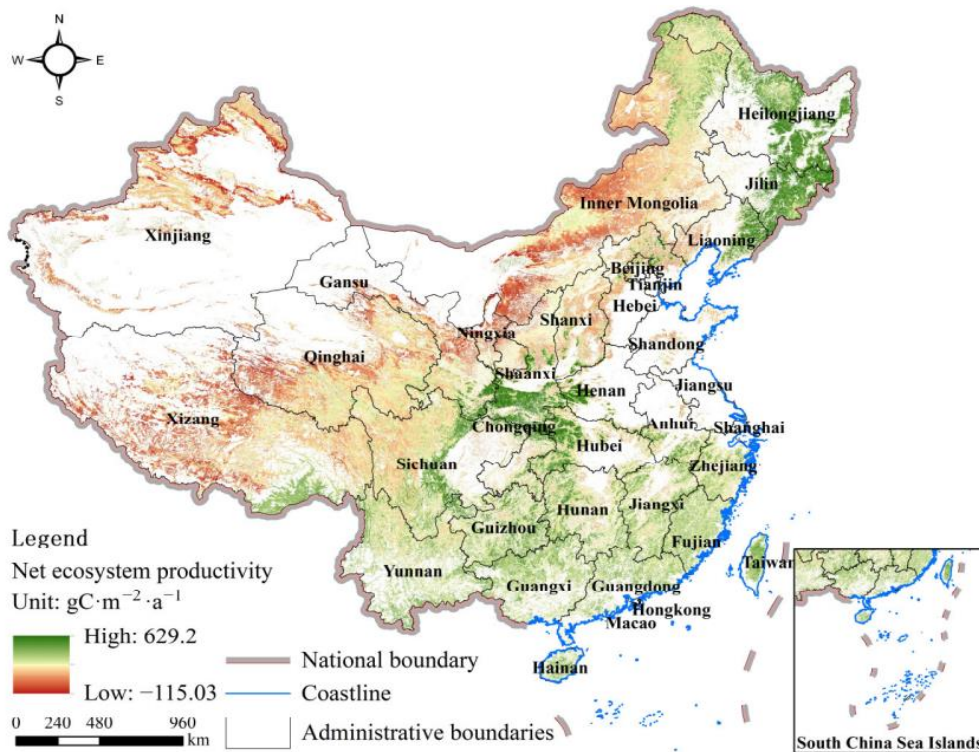 N
W E
S
Heilongjiang
Jilin
Inner Mongolia
Liaoning
Xinjiang
Beijing
Tianjin
Gansu
Hebei
Shanxi
Ningxia
Shandong
Qinghai
Shaanxi
Henan
Jiangsu
Xizang
Anhui
Shanghai
Chongqing
Hubei
Sichuan
Zhejiang
Hunan
Jiangxi
Guizhou
Fujian
Taiwan
Yunnan
Guangxi
Guangdong
Hongkong
Macao
Hainan
Legend
Net ecosystem productivity
Unit: gC·m⁻²·a⁻¹
High: 629.2
Low: −115.03
National boundary
Coastline
Administrative boundaries
0 240 480 960
km
South China Sea Islands